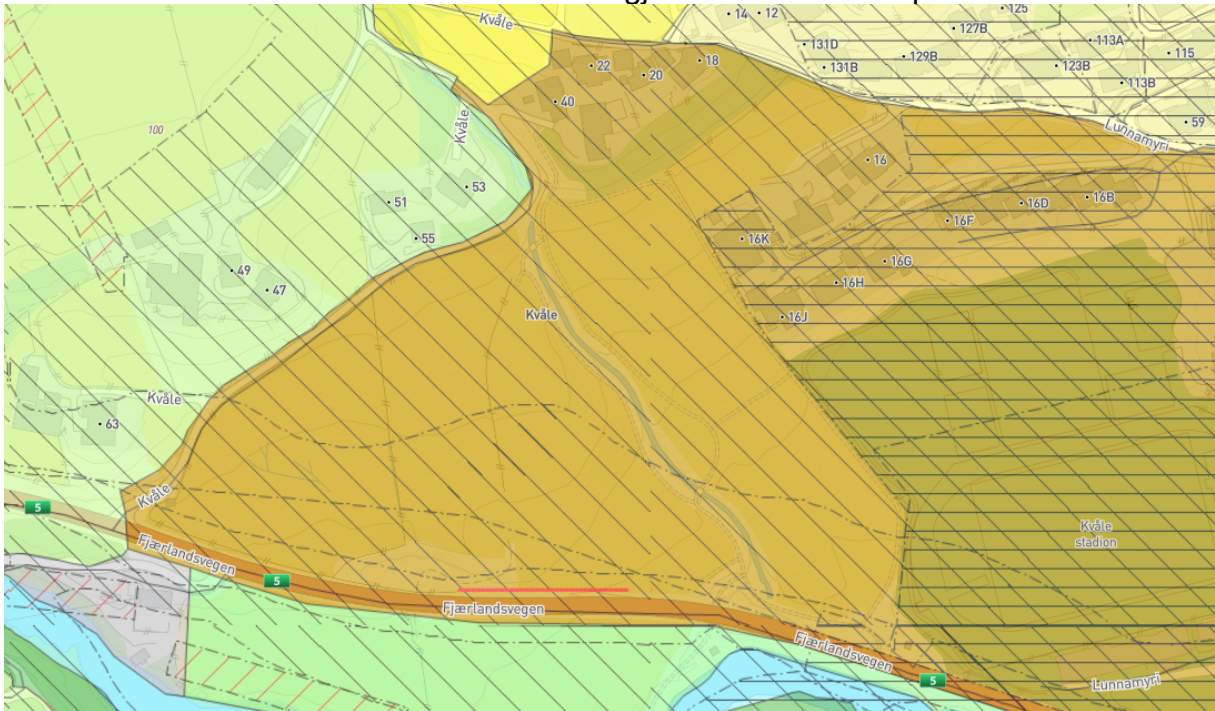 Kvåle
14
12
125
127B
131D
113A
129B
115
131B
123B
113B
22
20
18
40
59
Lunnamyri
100
Kvåle
16
53
51
16D
16B
55
16F
16K
49
16G
47
16H
Kvåle
16J
Kvåle
63
Kvåle
5
Kvåle
stadion
Fjærlandsvegen
5
Fjærlandsvegen
Fjærlandsvegen
5
Lunnamyri